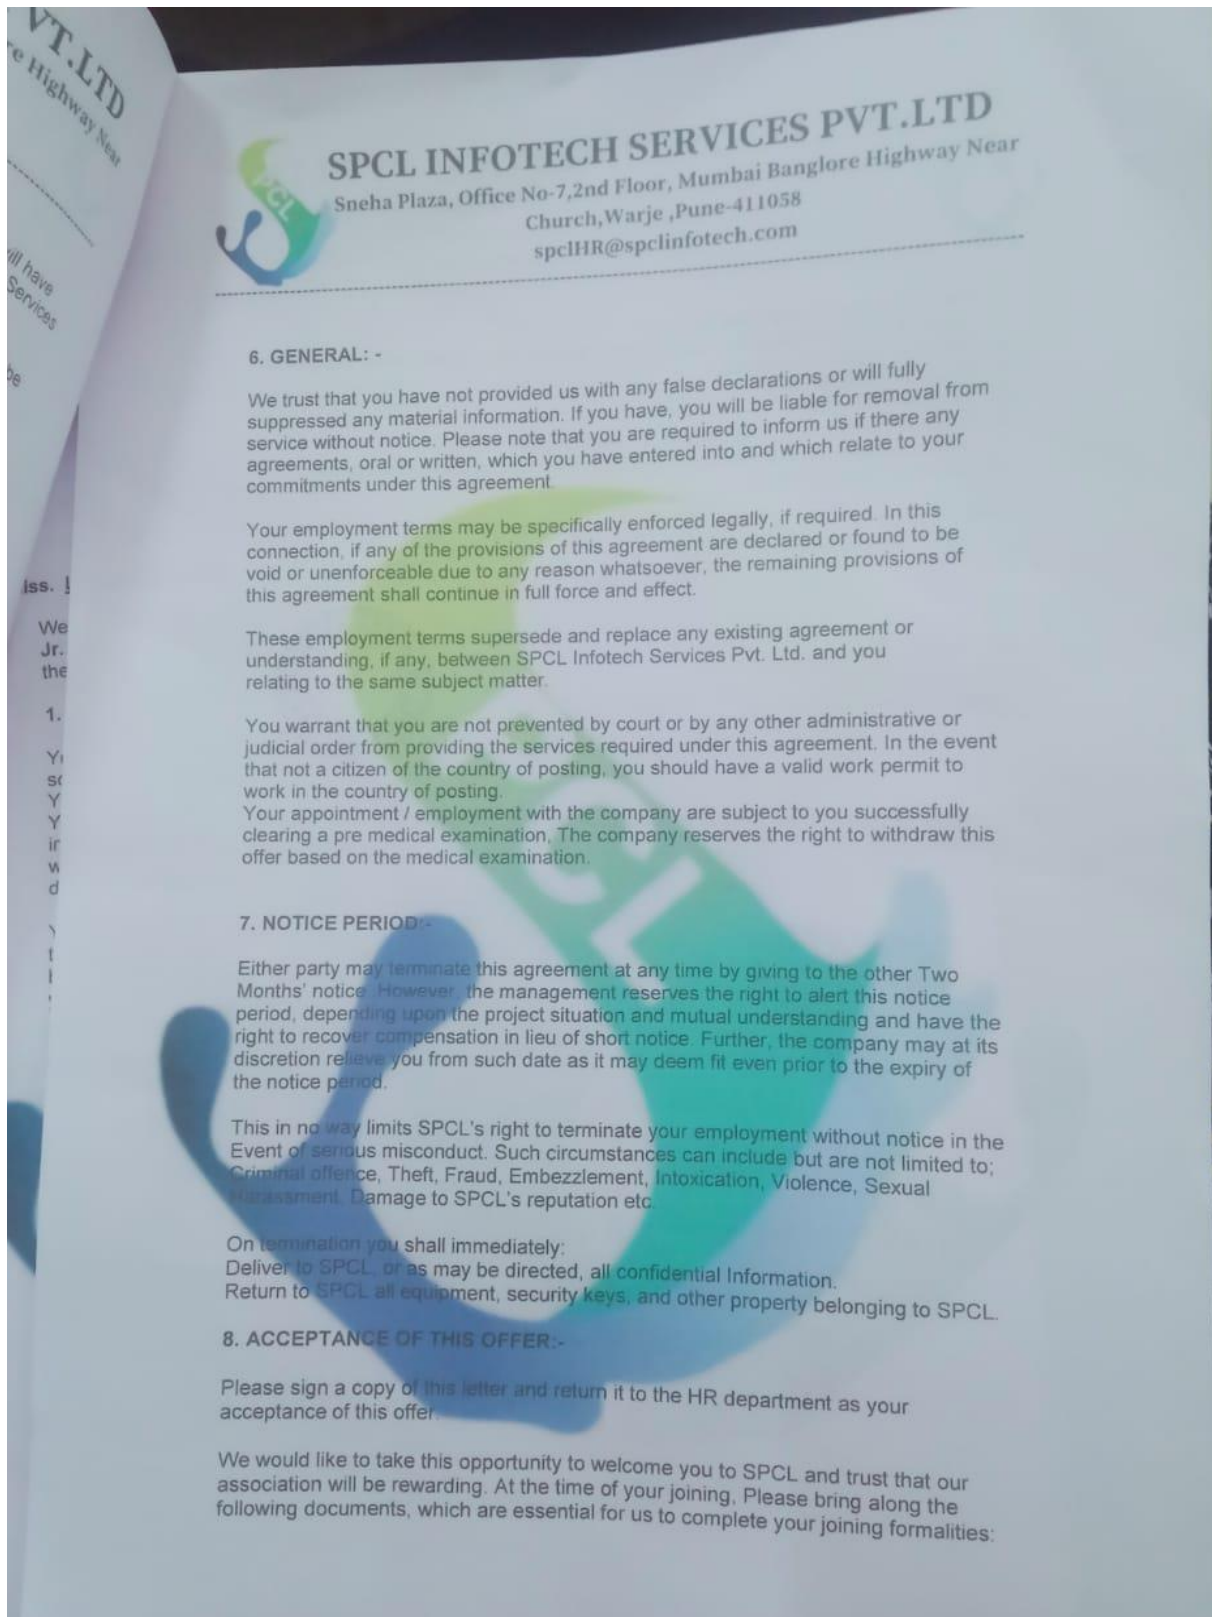 VT.LTD
re Highway Near
will have
Services
be
iss.
We
Jr.
the
1.
PCL
SPCL INFOTECH SERVICES PVT.LTD
Sneha Plaza, Office No-7,2nd Floor, Mumbai Banglore Highway Near
Church,Warje ,Pune-411058
spclHR@spclinfotech.com
6. GENERAL: -
We trust that you have not provided us with any false declarations or will fully
suppressed any material information. If you have, you will be liable for removal from
service without notice. Please note that you are required to inform us if there any
agreements, oral or written, which you have entered into and which relate to your
commitments under this agreement.
Your employment terms may be specifically enforced legally, if required. In this
connection, if any of the provisions of this agreement are declared or found to be
void or unenforceable due to any reason whatsoever, the remaining provisions of
this agreement shall continue in full force and effect.
These employment terms supersede and replace any existing agreement or
understanding, if any, between SPCL Infotech Services Pvt. Ltd. and you
relating to the same subject matter.
You warrant that you are not prevented by court or by any other administrative or
judicial order from providing the services required under this agreement. In the event
that not a citizen of the country of posting, you should have a valid work permit to
work in the country of posting.
Your appointment / employment with the company are subject to you successfully
clearing a pre medical examination, The company reserves the right to withdraw this
offer based on the medical examination.
PCL
7. NOTICE PERIOD:-
Either party may terminate this agreement at any time by giving to the other Two
Months' notice. However, the management reserves the right to alert this notice
period, depending upon the project situation and mutual understanding and have the
right to recover compensation in lieu of short notice. Further, the company may at its
discretion relieve you from such date as it may deem fit even prior to the expiry of
the notice period.
This in no way limits SPCL's right to terminate your employment without notice in the
Event of serious misconduct. Such circumstances can include but are not limited to;
Criminal offence, Theft, Fraud, Embezzlement, Intoxication, Violence, Sexual
Harassment, Damage to SPCL's reputation etc.
On termination you shall immediately:
Deliver to SPCL, or as may be directed, all confidential Information.
Return to SPCL all equipment, security keys, and other property belonging to SPCL.
8. ACCEPTANCE OF THIS OFFER:-
Please sign a copy of this letter and return it to the HR department as your
acceptance of this offer.
We would like to take this opportunity to welcome you to SPCL and trust that our
association will be rewarding. At the time of your joining, Please bring along the
following documents, which are essential for us to complete your joining formalities: